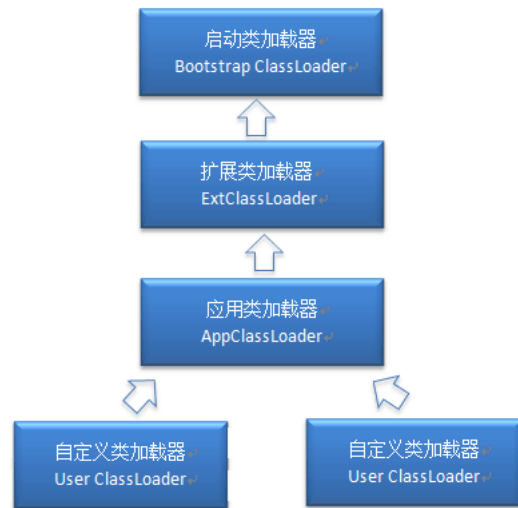 启动类加载器
Bootstrap ClassLoader
扩展类加载器
ExtClassLoader
应用类加载器
AppClassLoader
自定义类加载器
User ClassLoader
自定义类加载器
User ClassLoader